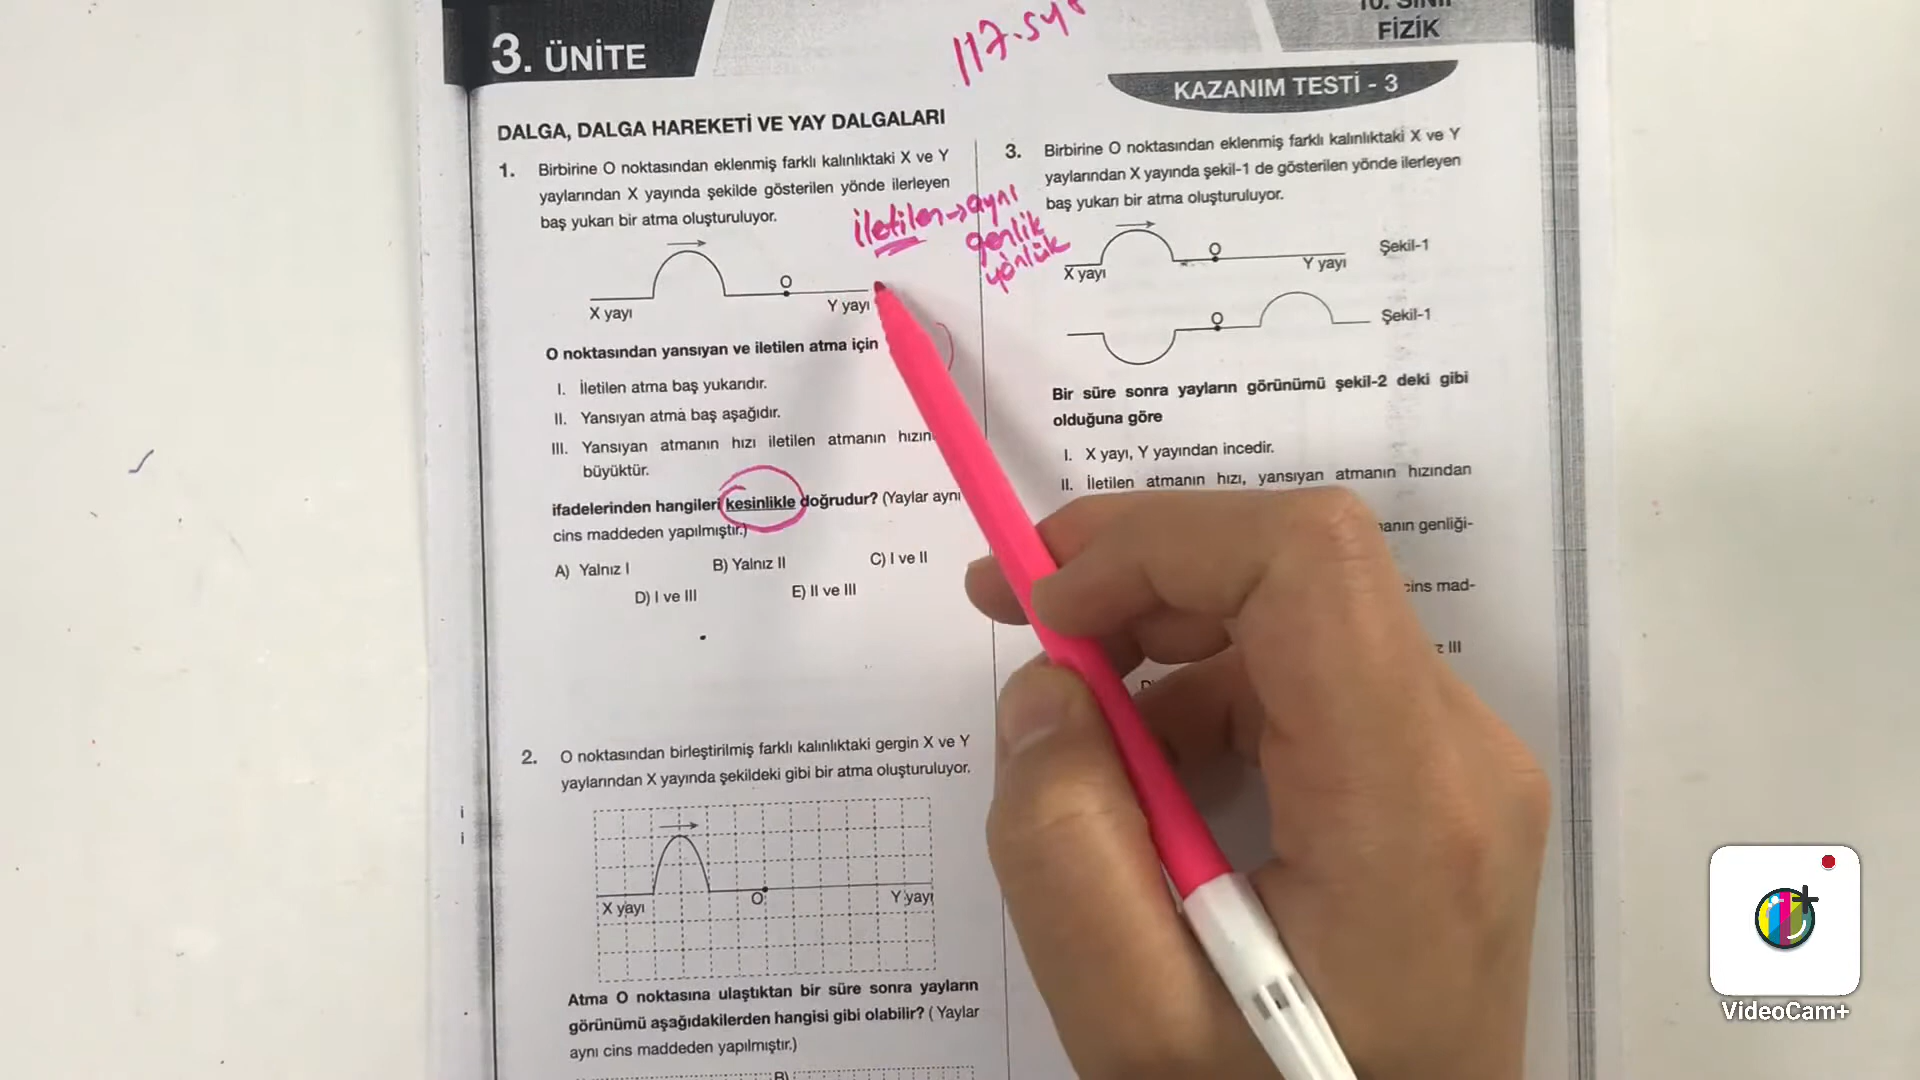 3. ÜNİTE
117.sy
10. SINIF
FİZİK
KAZANIM TESTİ - 3
DALGA, DALGA HAREKETİ VE YAY DALGALARI
1. Birbirine O noktasından eklenmiş farklı kalınlıktaki X ve Y
yaylarından X yayında şekilde gösterilen yönde ilerleyen
baş yukarı bir atma oluşturuluyor.
iletilen → aynı
genlik
yönlük
O
X yayı
Y yayı
O noktasından yansıyan ve iletilen atma için
I. İletilen atma baş yukarıdır.
II. Yansıyan atma baş aşağıdır.
III. Yansıyan atmanın hızı iletilen atmanın
büyüktür.
ifadelerinden hangileri kesinlikle doğrudur? (Yaylar aynı
cins maddeden yapılmıştır.)
A) Yalnız I
B) Yalnız II
C) I ve II
D) I ve III
E) II ve III
2. O noktasından birleştirilmiş farklı kalınlıktaki gergin X ve Y
yaylarından X yayında şekildeki gibi bir atma oluşturuluyor.
X yayı
O
Y yayı
Atma O noktasına ulaştıktan bir süre sonra yayların
görünümü aşağıdakilerden hangisi gibi olabilir? ( Yaylar
aynı cins maddeden yapılmıştır.)
B)
3. Birbirine O noktasından eklenmiş farklı kalınlıktaki X ve Y
yaylarından X yayında şekil-1 de gösterilen yönde ilerleyen
baş yukarı bir atma oluşturuluyor.
O
Şekil-1
X yayı
Y yayı
O
Şekil-1
Bir süre sonra yayların görünümü şekil-2 deki gibi
olduğuna göre
I. X yayı, Y yayından incedir.
II. İletilen atmanın hızı, yansıyan atmanın hızından
genliği-
cins mad-
III
VideoCam+